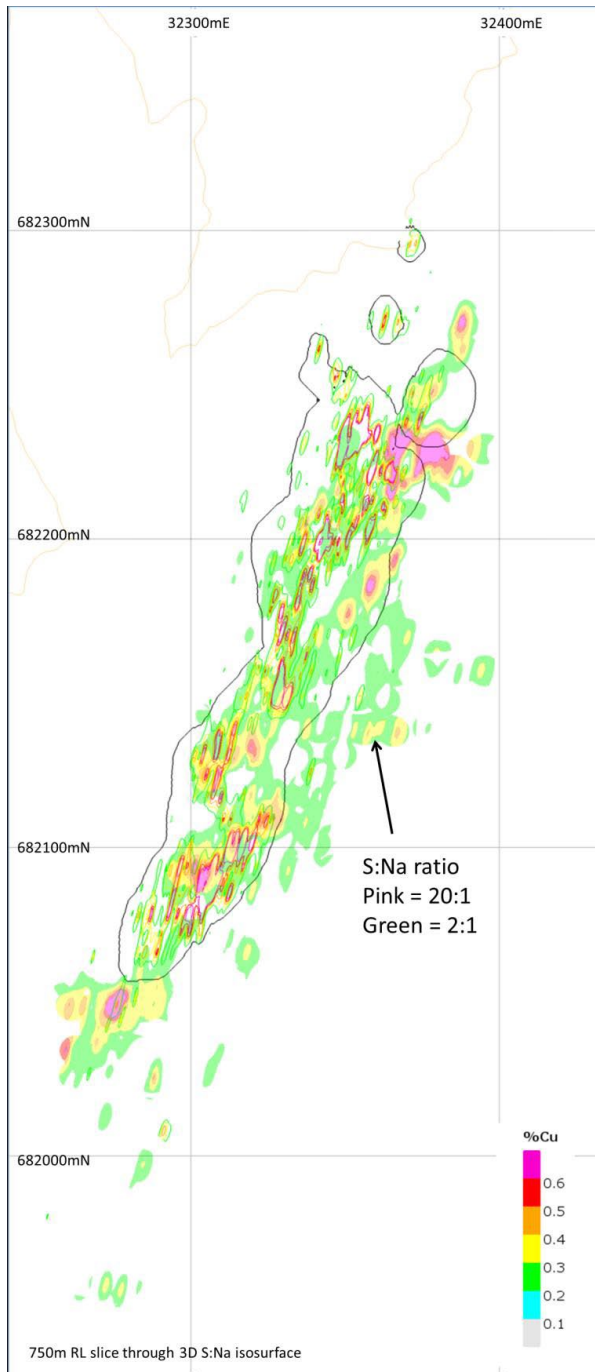 32300mE
32400mE
682300mN
682200mN
682100mN
S:Na ratio
Pink = 20:1
Green = 2:1
682000mN
%Cu
0.6
0.5
0.4
0.3
0.2
0.1
750m RL slice through 3D S:Na isosurface